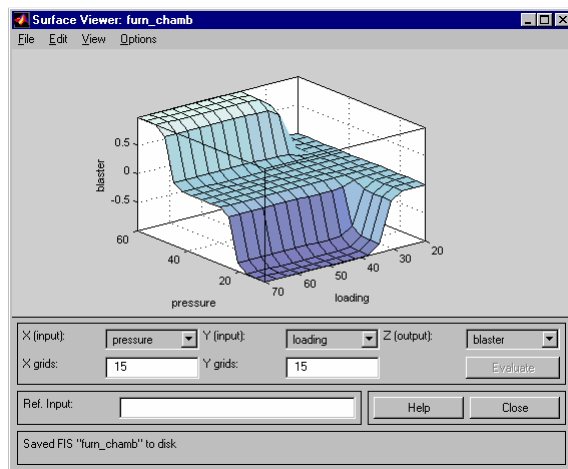 Surface Viewer: furn_chamb
File Edit View Options
0.5
0
-0.5
blaster
60
40
20
pressure
70
60
50
40
30
20
loading
X (input): pressure Y (input): loading Z (output): blaster
X grids: 15 Y grids: 15 Evaluate
Ref. Input: Help Close
Saved FIS "furn_chamb" to disk